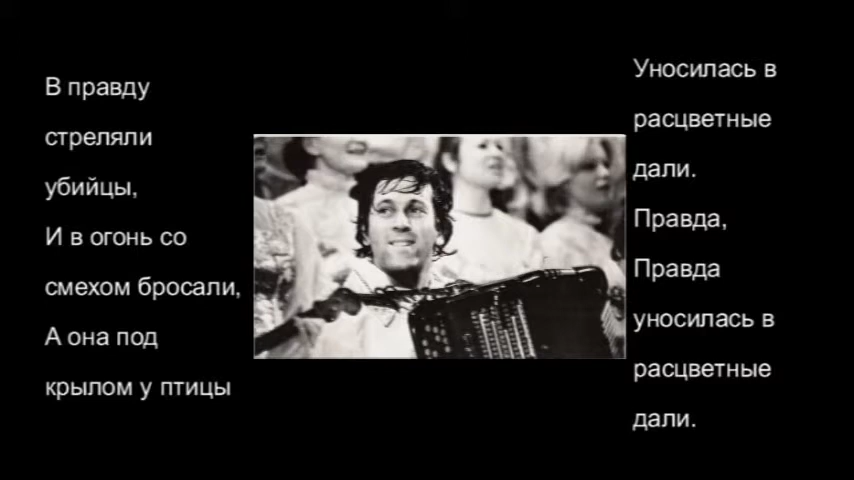 В правду
стреляли
убийцы,
И в огонь со
смехом бросали,
А она под
крылом у птицы
Уносилась в
расцветные
дали.
Правда,
Правда
уносилась в
расцветные
дали.